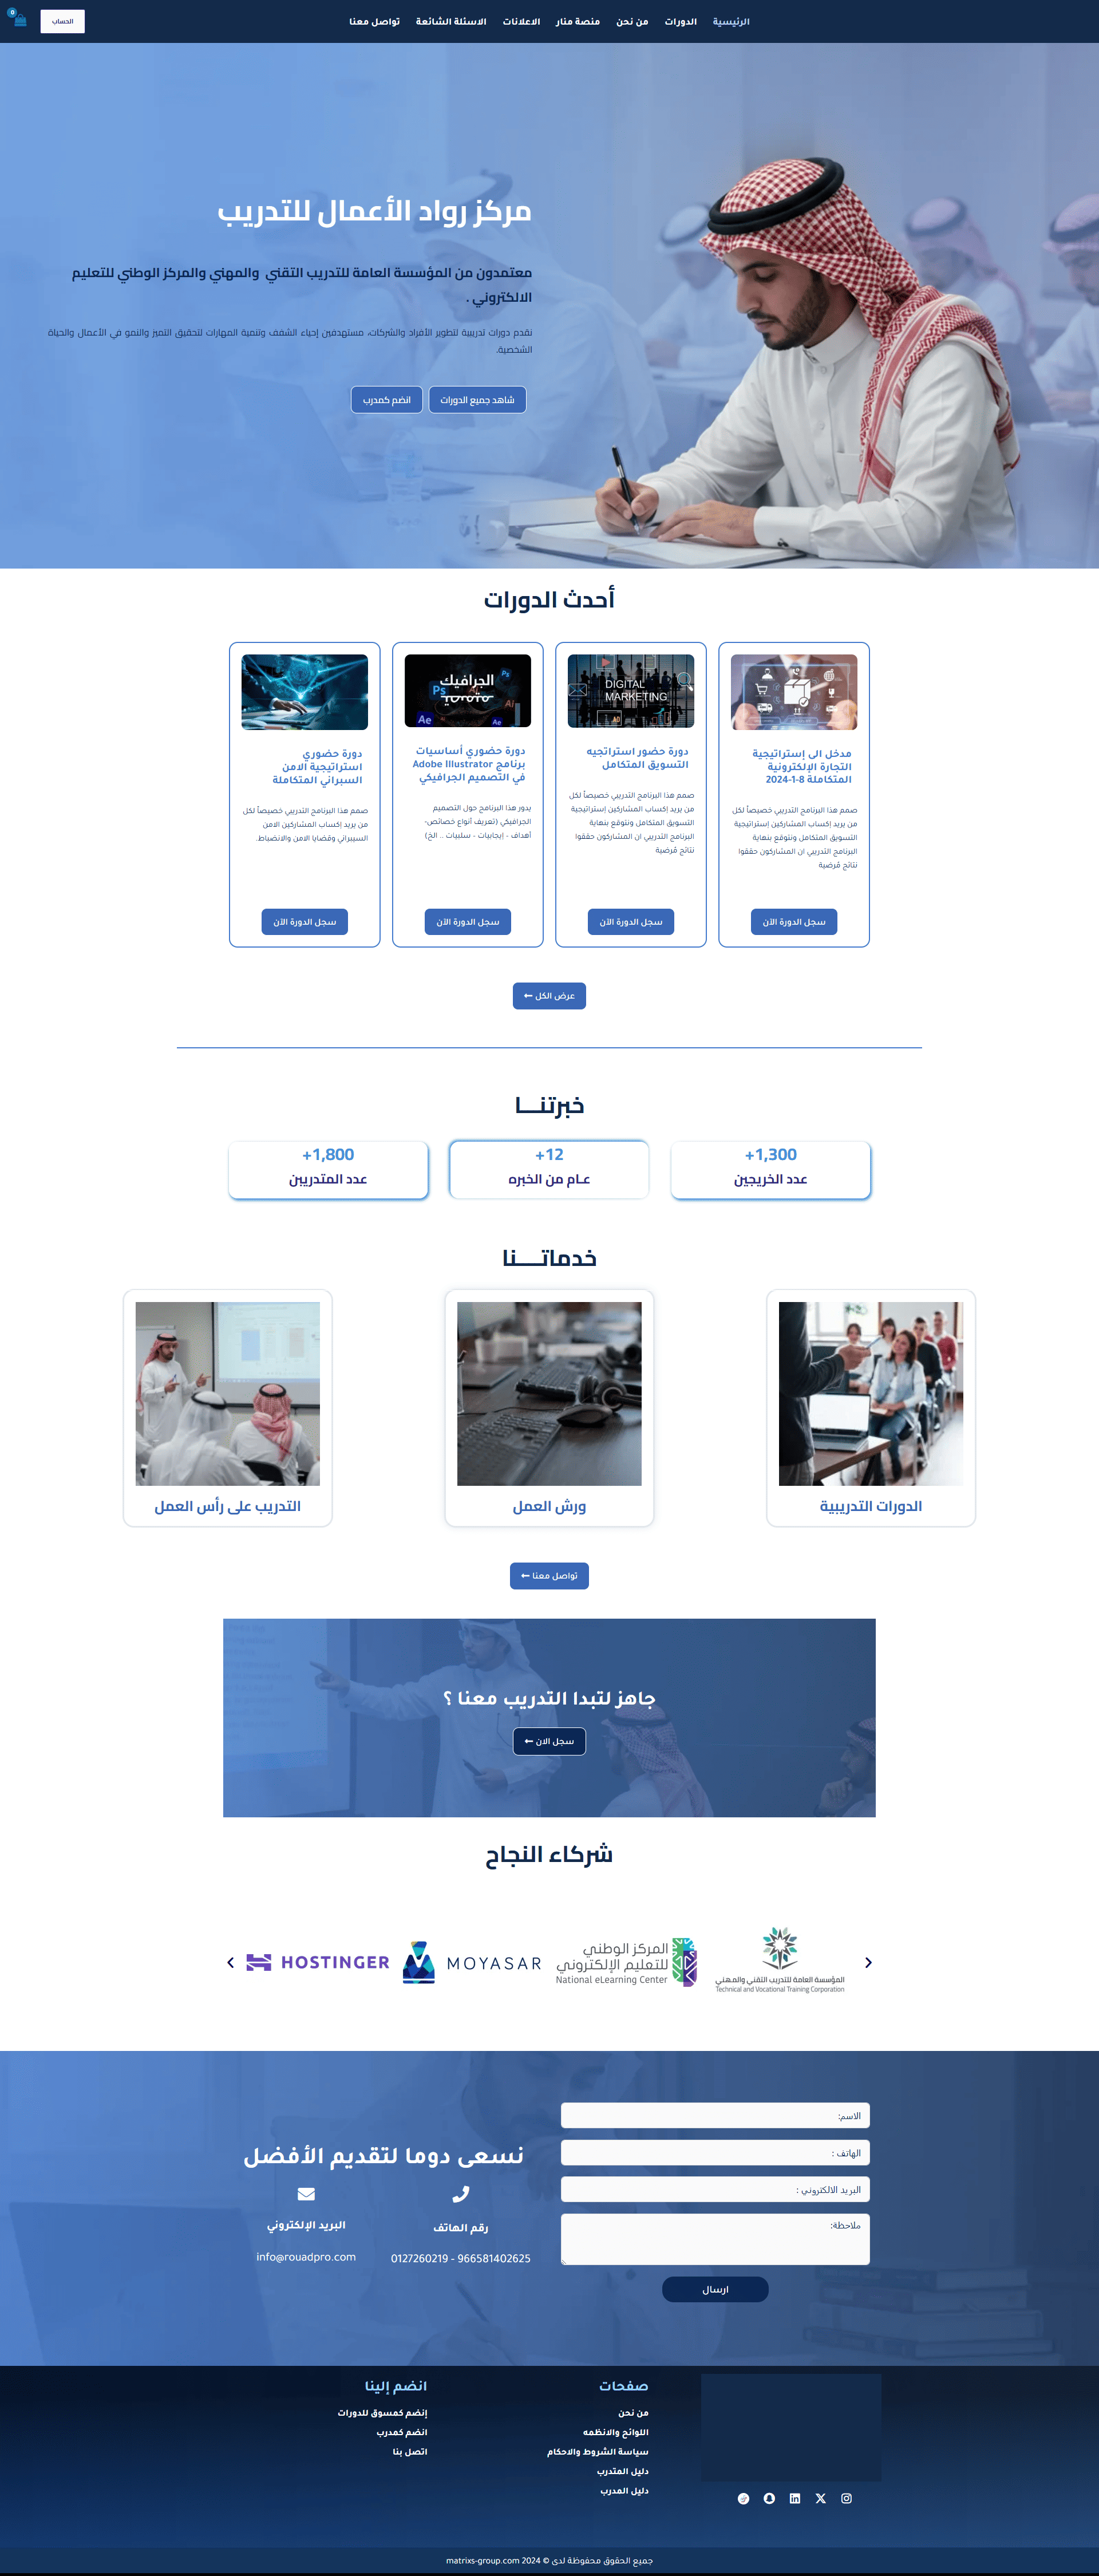 الرئيسية
الدورات
من نحن
منصة منار
الاعلانات
الاسئلة الشائعة
تواصل معنا
الحساب
0
مركز رواد الأعمال للتدريب
معتمدون من المؤسسة العامة للتدريب التقني والمهني والمركز الوطني للتعليم
الالكتروني .
نقدم دورات تدريبية لتطوير الأفراد والشركات، مستهدفين إحياء الشغف وتنمية المهارات لتحقيق التميز والنمو في الأعمال والحياة
الشخصية.
شاهد جميع الدورات
انضم كمدرب
أحدث الدورات
مدخل الى إستراتيجية
التجارة الإلكترونية
المتكاملة 8-1-2024
صمم هذا البرنامج التدريبي خصيصاً لكل
من يريد إكساب المشاركين إستراتيجية
التسويق المتكامل ونتوقع بنهاية
البرنامج التدريبي ان المشاركون حققوا
نتائج مُرضية
سجل الدورة الآن
DIGITAL
MARKETING
دورة حضور استراتجيه
التسويق المتكامل
صمم هذا البرنامج التدريبي خصيصاً لكل
من يريد إكساب المشاركين إستراتيجية
التسويق المتكامل ونتوقع بنهاية
البرنامج التدريبي ان المشاركون حققوا
نتائج مُرضية
سجل الدورة الآن
الجرافيك
Ps
Ps
Ai
Ae
Ae
دورة حضوري أساسيات
برنامج Adobe Illustrator
في التصميم الجرافيكي
يدور هذا البرنامج حول التصميم
الجرافيكي (تعريف أنواع خصائص-
أهداف - إيجابيات - سلبيات .. الخ)
سجل الدورة الآن
دورة حضوري
استراتيجية الامن
السبراني المتكاملة
صمم هذا البرنامج التدريبي خصيصاً لكل
من يريد إكساب المشاركين الامن
السيبراني وقضايا الامن والانضباط.
سجل الدورة الآن
عرض الكل
خبرتنـــا
+1,300
عدد الخريجين
+12
عـام من الخبره
+1,800
عدد المتدربين
خدماتــــنا
الدورات التدريبية
ورش العمل
التدريب على رأس العمل
تواصل معنا
جاهز لتبدا التدريب معنا ؟
سجل الان
شركاء النجاح
المؤسسة العامة للتدريب التقني والمهني
Technical and Vocational Training Corporation
المركز الوطني
للتعليم الإلكتروني
National eLearning Center
MOYASAR
HOSTINGER
الاسم:
الهاتف :
البريد الالكتروني :
ملاحظة:
ارسال
نسعى دوما لتقديم الأفضل
رقم الهاتف
0127260219 - 966581402625
البريد الإلكتروني
info@rouadpro.com
صفحات
من نحن
اللوائح والانظمه
سياسة الشروط والاحكام
دليل المتدرب
دليل المدرب
انضم إلينا
إنضم كمسوق للدورات
انضم كمدرب
اتصل بنا
جميع الحقوق محفوظة لدى © 2024 matrixs-group.com